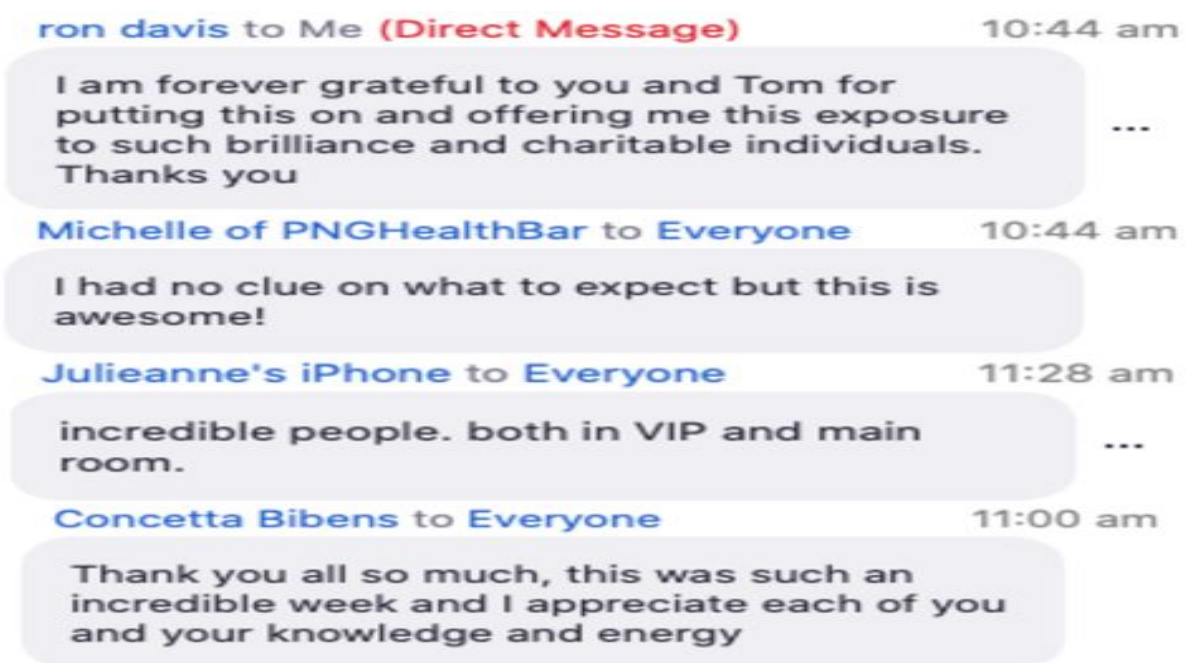 ron davis to Me (Direct Message) 10:44 am
I am forever grateful to you and Tom for
putting this on and offering me this exposure
to such brilliance and charitable individuals.
Thanks you
...
Michelle of PNGHealthBar to Everyone 10:44 am
I had no clue on what to expect but this is
awesome!
Julieanne's iPhone to Everyone 11:28 am
incredible people. both in VIP and main
room.
...
Concetta Bibens to Everyone 11:00 am
Thank you all so much, this was such an
incredible week and I appreciate each of you
and your knowledge and energy